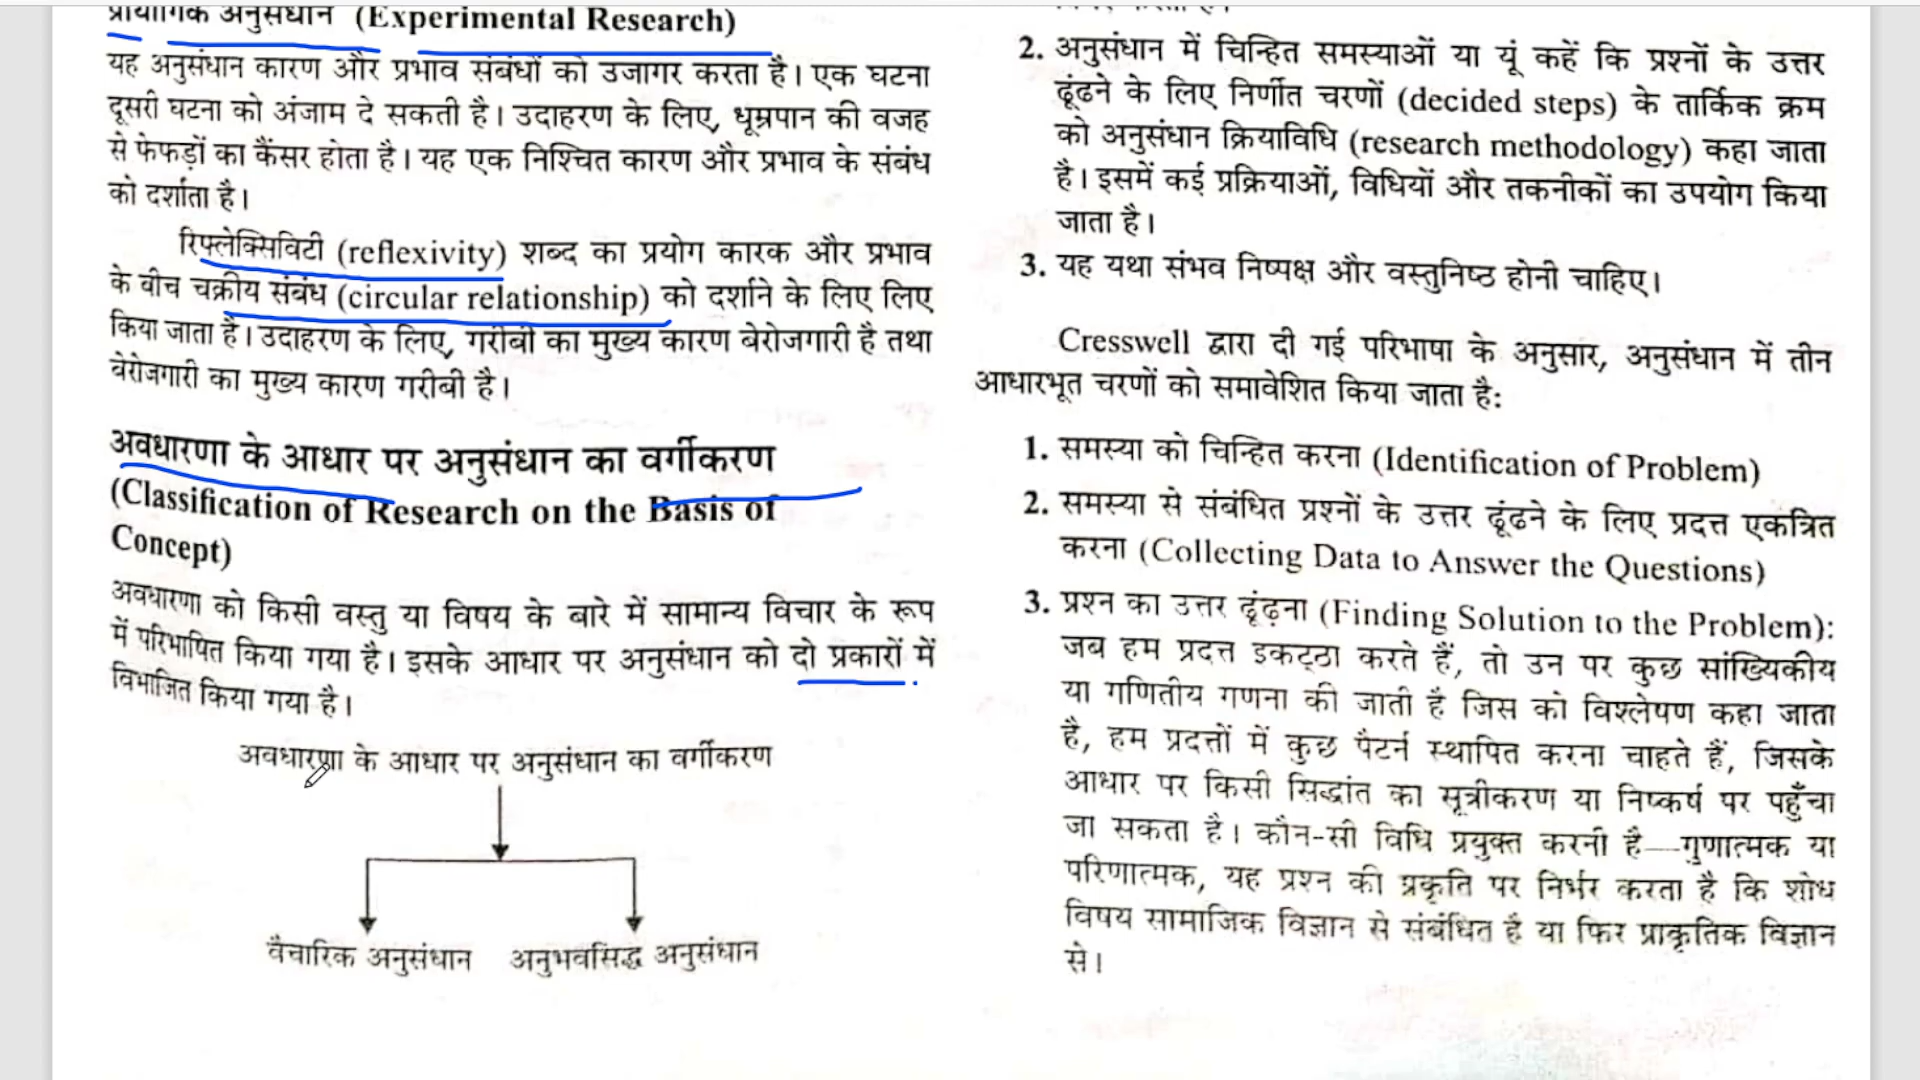 प्रायोगिक अनुसंधान (Experimental Research)
यह अनुसंधान कारण और प्रभाव संबंधों को उजागर करता है। एक घटना
दूसरी घटना को अंजाम दे सकती है। उदाहरण के लिए, धूम्रपान की वजह
से फेफड़ों का कैंसर होता है। यह एक निश्चित कारण और प्रभाव के संबंध
को दर्शाता है।
रिफ्लेक्सिविटी (reflexivity) शब्द का प्रयोग कारक और प्रभाव
के बीच चक्रीय संबंध (circular relationship) को दर्शाने के लिए लिए
किया जाता है। उदाहरण के लिए, गरीबी का मुख्य कारण बेरोजगारी है तथा
बेरोजगारी का मुख्य कारण गरीबी है।
अवधारणा के आधार पर अनुसंधान का वर्गीकरण
(Classification of Research on the Basis of
Concept)
अवधारणा को किसी वस्तु या विषय के बारे में सामान्य विचार के रूप
में परिभाषित किया गया है। इसके आधार पर अनुसंधान को दो प्रकारों में
विभाजित किया गया है।
अवधारणा के आधार पर अनुसंधान का वर्गीकरण
वैचारिक अनुसंधान अनुभवसिद्ध अनुसंधान
2. अनुसंधान में चिन्हित समस्याओं या यूं कहें कि प्रश्नों के उत्तर
ढूंढने के लिए निर्णीत चरणों (decided steps) के तार्किक क्रम
को अनुसंधान क्रियाविधि (research methodology) कहा जाता
है। इसमें कई प्रक्रियाओं, विधियों और तकनीकों का उपयोग किया
जाता है।
3. यह यथा संभव निष्पक्ष और वस्तुनिष्ठ होनी चाहिए।
Cresswell द्वारा दी गई परिभाषा के अनुसार, अनुसंधान में तीन
आधारभूत चरणों को समावेशित किया जाता है:
1. समस्या को चिन्हित करना (Identification of Problem)
2. समस्या से संबंधित प्रश्नों के उत्तर ढूंढने के लिए प्रदत्त एकत्रित
करना (Collecting Data to Answer the Questions)
3. प्रश्न का उत्तर ढूंढ़ना (Finding Solution to the Problem):
जब हम प्रदत्त इकट्ठा करते हैं, तो उन पर कुछ सांख्यिकीय
या गणितीय गणना की जाती है जिस को विश्लेषण कहा जाता
है, हम प्रदत्तों में कुछ पैटर्न स्थापित करना चाहते हैं, जिसके
आधार पर किसी सिद्धांत का सूत्रीकरण या निष्कर्ष पर पहुँचा
जा सकता है। कौन-सी विधि प्रयुक्त करनी है—गुणात्मक या
परिणात्मक, यह प्रश्न की प्रकृति पर निर्भर करता है कि शोध
विषय सामाजिक विज्ञान से संबंधित है या फिर प्राकृतिक विज्ञान
से।